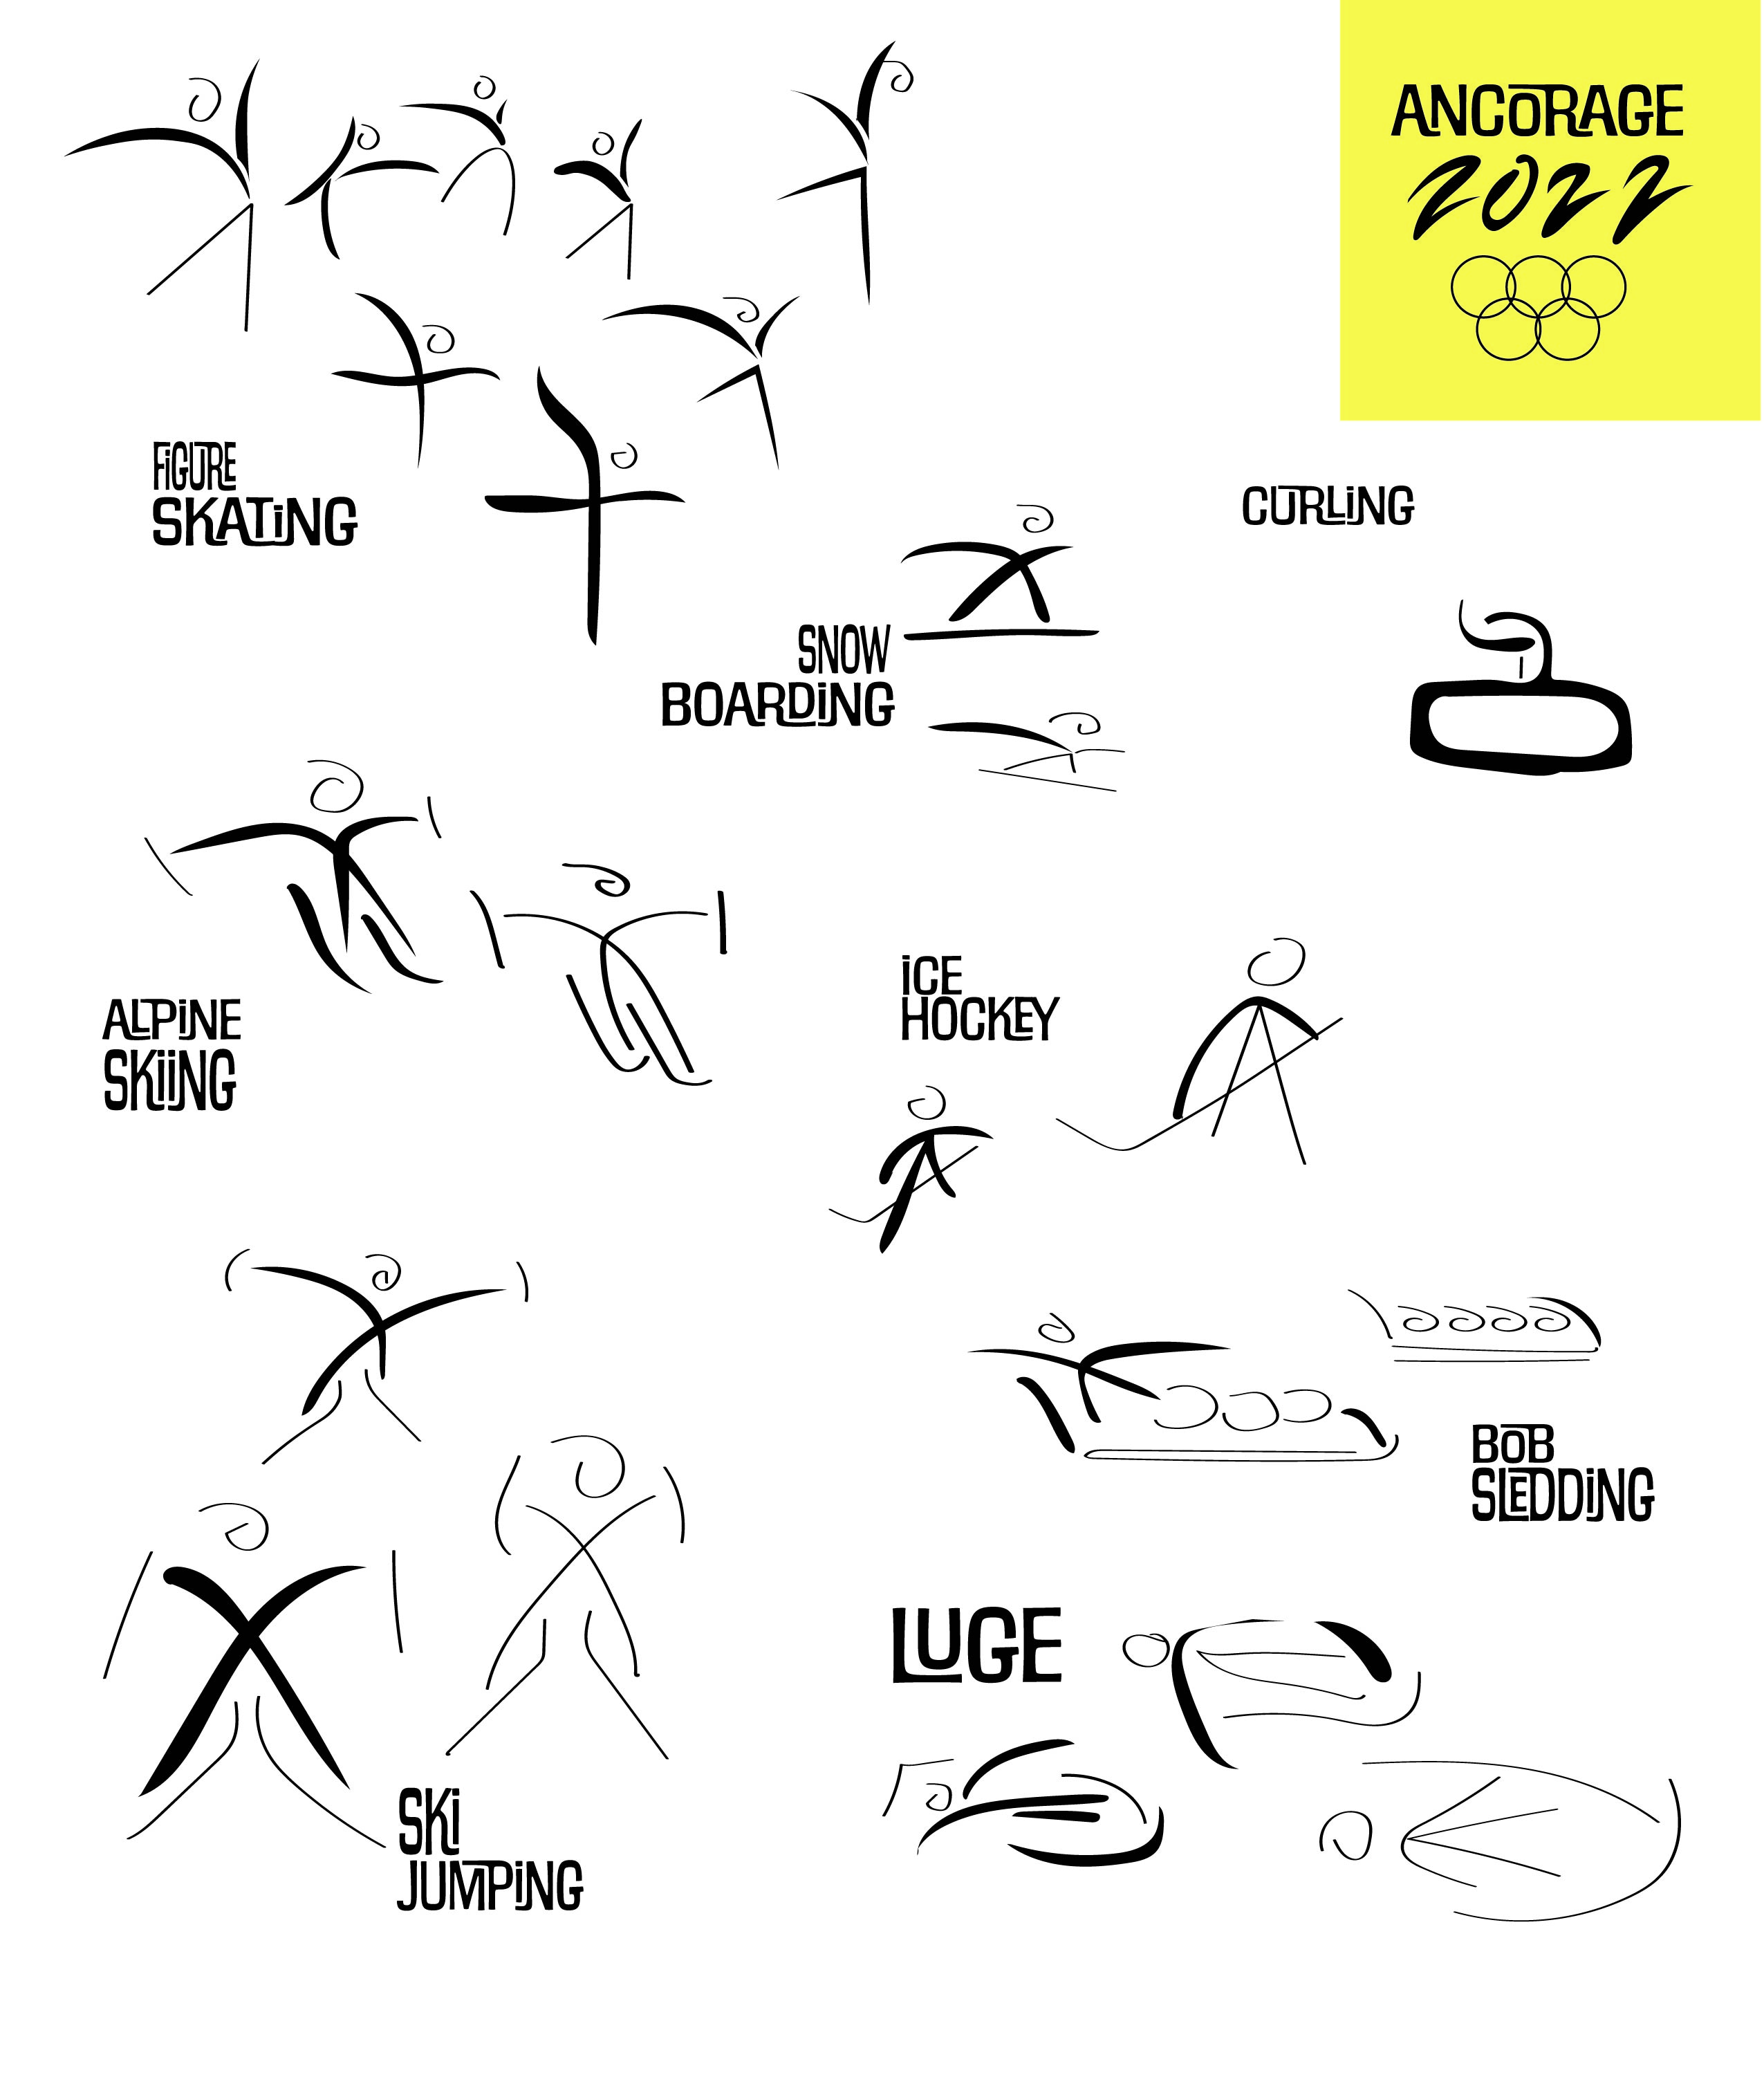 ANCORAGE
2022
FiGURE
SKATiNG
CURLiNG
SNOW
BOARDiNG
ALPiNE
SKiiNG
iCE
HOCKEY
BOB
SLEDDiNG
LUGE
SKi
JUMPiNG